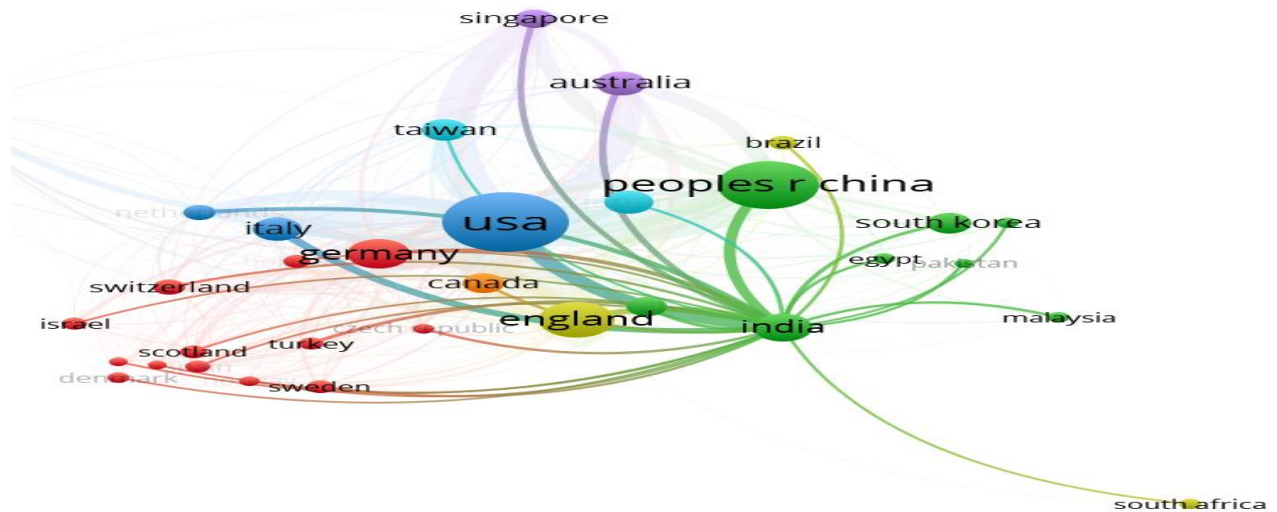 singapore
australia
taiwan
brazil
peoples r china
netherlands
usa
south korea
italy
germany
egypt
pakistan
canada
switzerland
malaysia
england
israel
czech republic
india
turkey
scotland
denmark
sweden
south africa